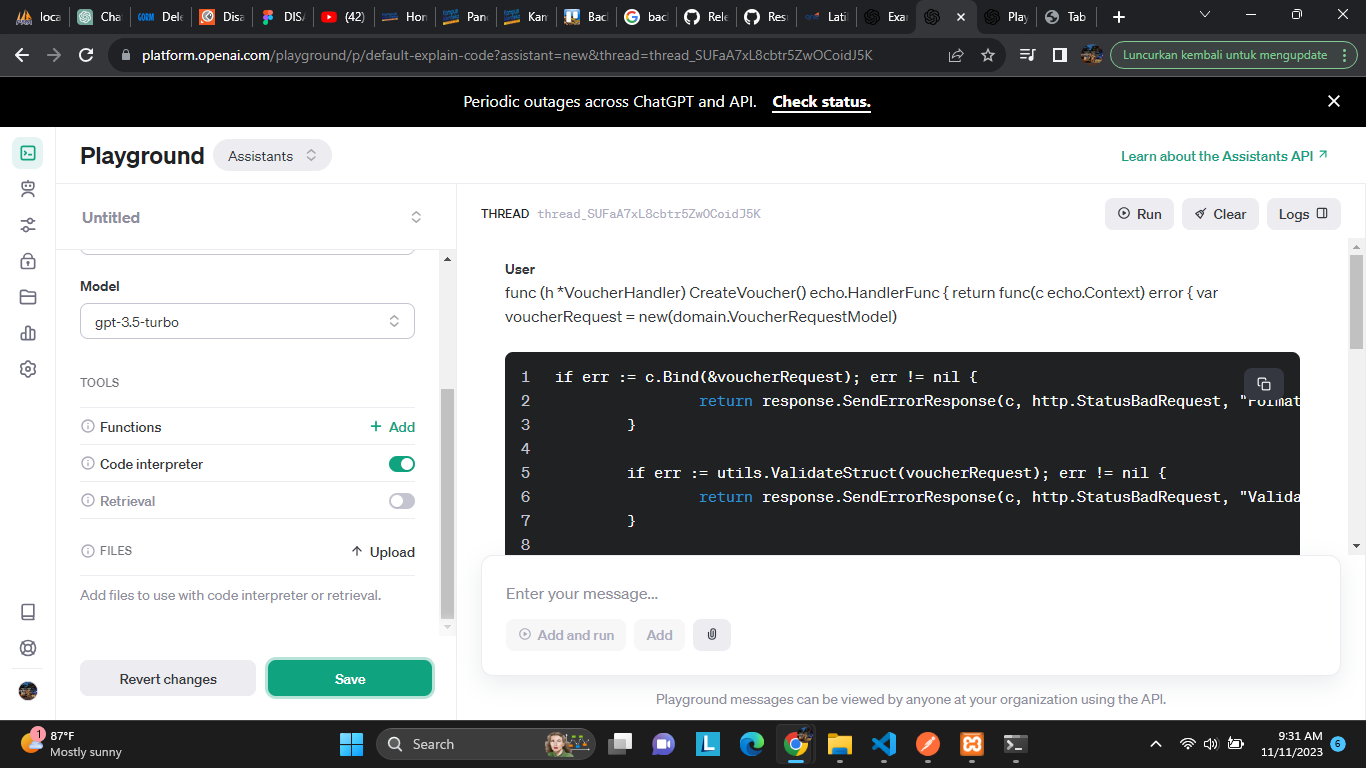 loca
Cha
GORM
Dele
Disa
DISA
(42)
Hon
Pan
Kam
Bac
bac
Rele
Res
Lati
Exa
Play
Tab
platform.openai.com/playground/p/default-explain-code?assistant=new&thread=thread_SUFaA7xL8cbtr5ZwOCoidJ5K
Luncurkan kembali untuk mengupdate
Periodic outages across ChatGPT and API. Check status.
Playground
Assistants
Learn about the Assistants API
Untitled
THREAD thread_SUFaA7xL8cbtr5ZwOCoidJ5K
Run
Clear
Logs
Model
gpt-3.5-turbo
TOOLS
Functions
Add
Code interpreter
Retrieval
FILES
Upload
Add files to use with code interpreter or retrieval.
Revert changes
Save
User
func (h *VoucherHandler) CreateVoucher() echo.HandlerFunc { return func(c echo.Context) error { var
voucherRequest = new(domain.VoucherRequestModel)
1 if err := c.Bind(&voucherRequest); err != nil {
2 return response.SendErrorResponse(c, http.StatusBadRequest, "Format
3 }
4
5 if err := utils.ValidateStruct(voucherRequest); err != nil {
6 return response.SendErrorResponse(c, http.StatusBadRequest, "Valida
7 }
8
Enter your message...
Add and run
Add
Playground messages can be viewed by anyone at your organization using the API.
1
87°F
Mostly sunny
Search
L
9:31 AM
11/11/2023
6